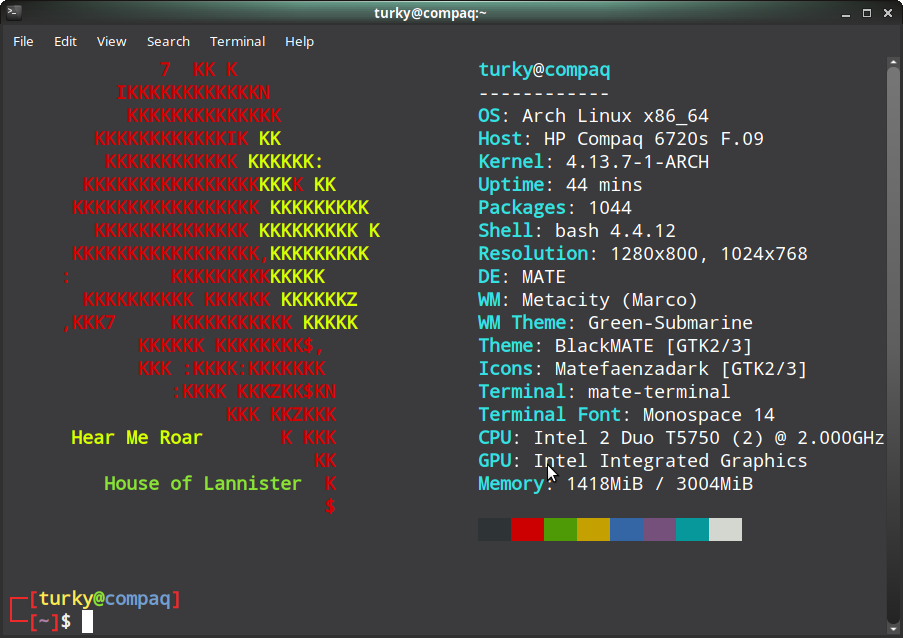 turky@compaq:~
File Edit View Search Terminal Help
7 KK K
IKKKKKKKKKKKKN
KKKKKKKKKKKKKK
KKKKKKKKKKKKIK KK
KKKKKKKKKKKK KKKKKK:
KKKKKKKKKKKKKKKKKKKK KK
KKKKKKKKKKKKKKKKK KKKKKKKKK
KKKKKKKKKKKKKK KKKKKKKKK K
KKKKKKKKKKKKKKKKK,KKKKKKKKK
: KKKKKKKKKKKKKK
KKKKKKKKKK KKKKKK KKKKKKZ
,KKK7 KKKKKKKKKKK KKKKK
KKKKKK KKKKKKKK$,
KKK :KKKK:KKKKKKK
:KKKK KKKZKK$KN
KKK KKZKKK
Hear Me Roar K KKK
KK
House of Lannister K
$
turky@compaq
------------
OS: Arch Linux x86_64
Host: HP Compaq 6720s F.09
Kernel: 4.13.7-1-ARCH
Uptime: 44 mins
Packages: 1044
Shell: bash 4.4.12
Resolution: 1280x800, 1024x768
DE: MATE
WM: Metacity (Marco)
WM Theme: Green-Submarine
Theme: BlackMATE [GTK2/3]
Icons: Matefaenzadark [GTK2/3]
Terminal: mate-terminal
Terminal Font: Monospace 14
CPU: Intel 2 Duo T5750 (2) @ 2.000GHz
GPU: Intel Integrated Graphics
Memory: 1418MiB / 3004MiB
┌─[turky@compaq]
└─[~]$